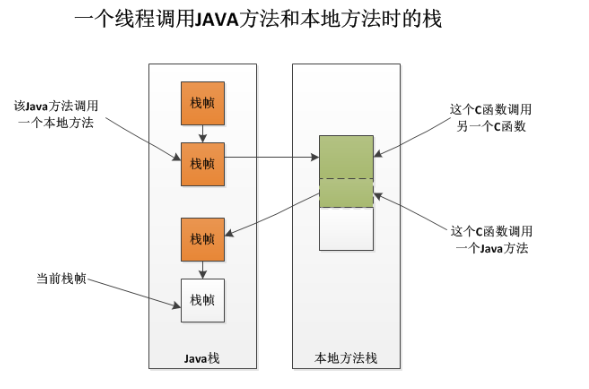 一个线程调用JAVA方法和本地方法时的栈
该Java方法调用
一个本地方法
栈帧
栈帧
这个C函数调用
另一个C函数
栈帧
这个C函数调用
一个Java方法
当前栈帧
栈帧
Java栈
本地方法栈